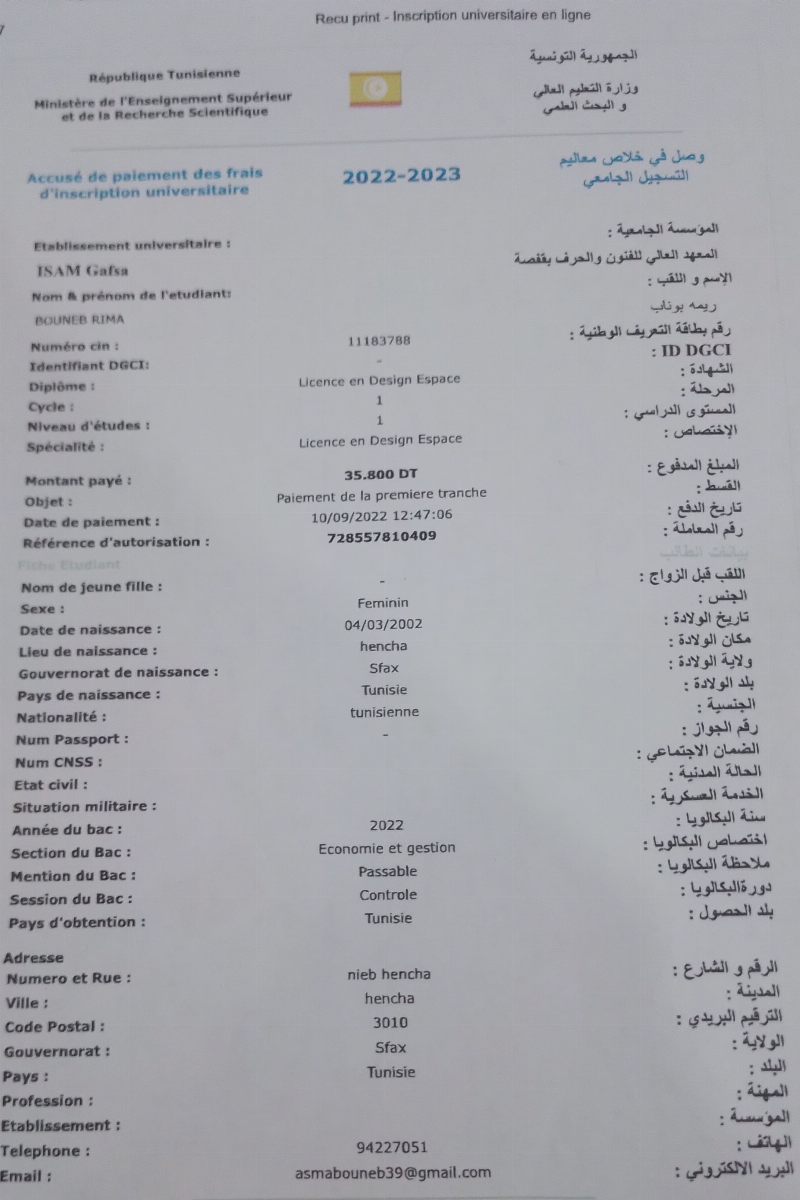 Recu print - Inscription universitaire en ligne
République Tunisienne
الجمهورية التونسية
Ministère de l'Enseignement Supérieur
et de la Recherche Scientifique
وزارة التعليم العالي
و البحث العلمي
Accusé de paiement des frais
d'inscription universitaire
2022-2023
وصل في خلاص معاليم
التسجيل الجامعي
Etablissement universitaire : المؤسسة الجامعية :
ISAM Gafsa المعهد العالي للفنون والحرف بقفصة
Nom & prénom de l'etudiant: الإسم و اللقب :
BOUNEB RIMA ريمه بوناب
Numéro cin : 11183788 رقم بطاقة التعريف الوطنية :
Identifiant DGCI: - ID DGCI :
Diplôme : Licence en Design Espace الشهادة :
Cycle : 1 المرحلة :
Niveau d'études : 1 المستوى الدراسي :
Spécialité : Licence en Design Espace الإختصاص :
Montant payé : 35.800 DT المبلغ المدفوع :
Objet : Paiement de la premiere tranche القسط :
Date de paiement : 10/09/2022 12:47:06 تاريخ الدفع :
Référence d'autorisation : 728557810409 رقم المعاملة :
Fiche Etudiant بيانات الطالب
Nom de jeune fille : - اللقب قبل الزواج :
Sexe : Feminin الجنس :
Date de naissance : 04/03/2002 تاريخ الولادة :
Lieu de naissance : hencha مكان الولادة :
Gouvernorat de naissance : Sfax ولاية الولادة :
Pays de naissance : Tunisie بلد الولادة :
Nationalité : tunisienne الجنسية :
Num Passport : - رقم الجواز :
Num CNSS : الضمان الاجتماعي :
Etat civil : الحالة المدنية :
Situation militaire : الخدمة العسكرية :
Année du bac : 2022 سنة البكالويا :
Section du Bac : Economie et gestion اختصاص البكالويا :
Mention du Bac : Passable ملاحظة البكالويا :
Session du Bac : Controle دورةالبكالويا :
Pays d'obtention : Tunisie بلد الحصول :
Adresse
Numero et Rue : nieb hencha الرقم و الشارع :
Ville : hencha المدينة :
Code Postal : 3010 الترقيم البريدي :
Gouvernorat : Sfax الولاية :
Pays : Tunisie البلد :
Profession : المهنة :
Etablissement : المؤسسة :
Telephone : 94227051 الهاتف :
Email : asmabouneb39@gmail.com البريد الالكتروني :